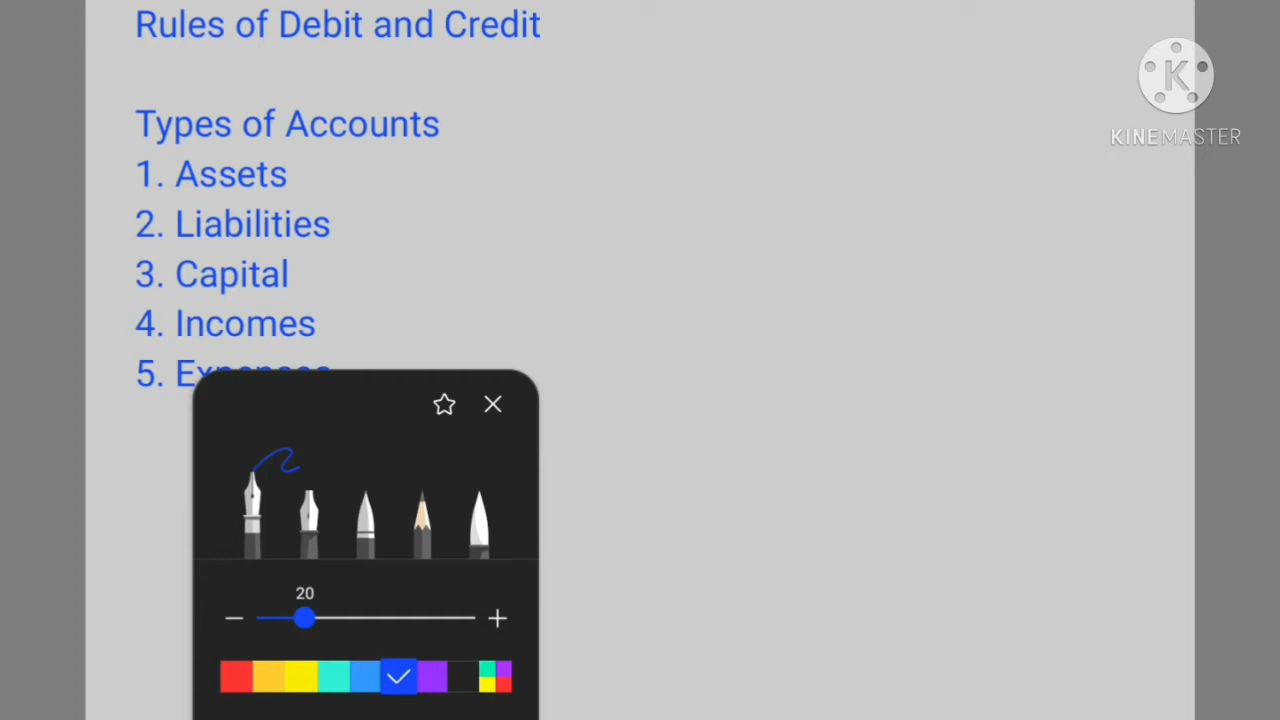 Rules of Debit and Credit
Types of Accounts
1. Assets
2. Liabilities
3. Capital
4. Incomes
5. Expenses
20
K
KINEMASTER